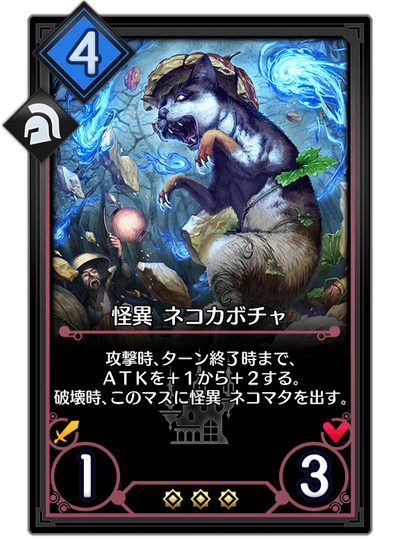 4
怪異 ネコカボチャ
攻撃時、ターン終了時まで、
ATKを+1から+2する。
破壊時、このマスに怪異 ネコマタを出す。
1
3